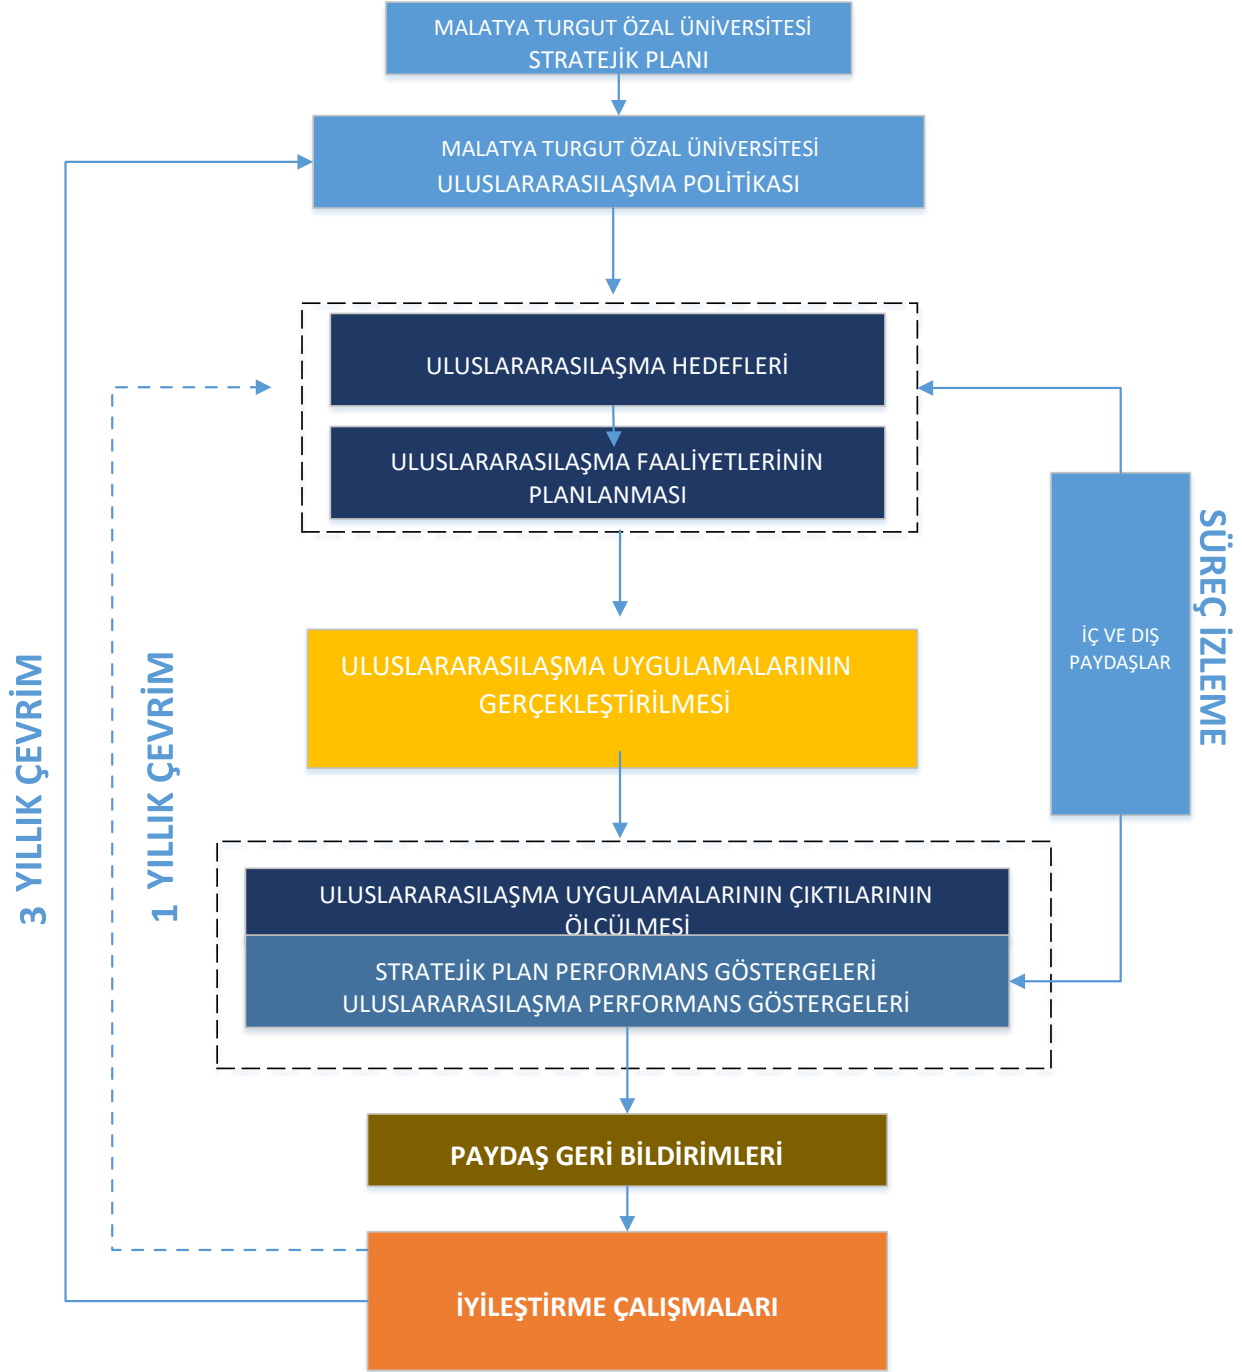 MALATYA TURGUT ÖZAL ÜNİVERSİTESİ
STRATEJİK PLANI
MALATYA TURGUT ÖZAL ÜNİVERSİTESİ
ULUSLARARASILAŞMA POLİTİKASI
ULUSLARARASILAŞMA HEDEFLERİ
ULUSLARARASILAŞMA FAALİYETLERİNİN
PLANLANMASI
ULUSLARARASILAŞMA UYGULAMALARININ
GERÇEKLEŞTİRİLMESİ
İÇ VE DIŞ
PAYDAŞLAR
SÜREÇ İZLEME
3 YILLIK ÇEVRİM
1 YILLIK ÇEVRİM
ULUSLARARASILAŞMA UYGULAMALARININ ÇIKTILARININ
ÖLÇÜLMESİ
STRATEJİK PLAN PERFORMANS GÖSTERGELERİ
ULUSLARARASILAŞMA PERFORMANS GÖSTERGELERİ
PAYDAŞ GERİ BİLDİRİMLERİ
İYİLEŞTİRME ÇALIŞMALARI